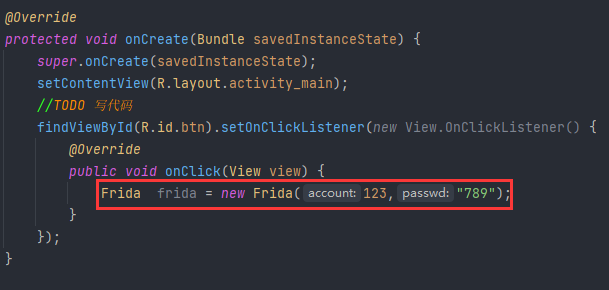 @Override
protected void onCreate(Bundle savedInstanceState) {
super.onCreate(savedInstanceState);
setContentView(R.layout.activity_main);
//TODO 写代码
findViewById(R.id.btn).setOnClickListener(new View.OnClickListener() {
@Override
public void onClick(View view) {
Frida  frida = new Frida( account: 123, passwd: "789");
}
});
}